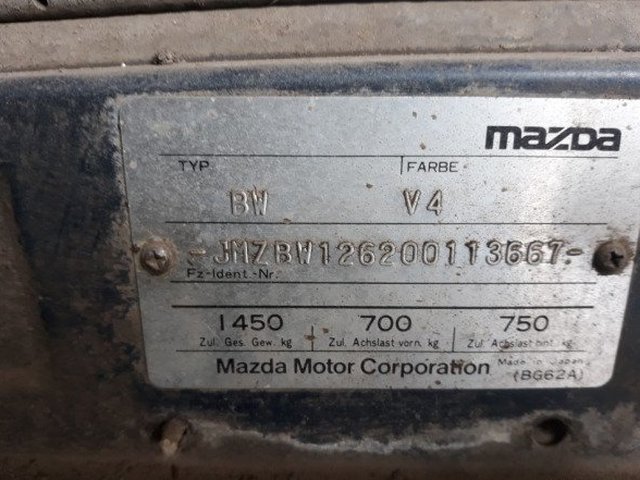 mazda
TYP FARBE
BW V4
-JMZBW126200113667-
Fz-Ident.-Nr.
1450 700 750
Zul. Ges. Gew. kg Zul. Achslast vorn. kg Zul. Achslast hint. kg
Mazda Motor Corporation Made in Japan
(BG62A)